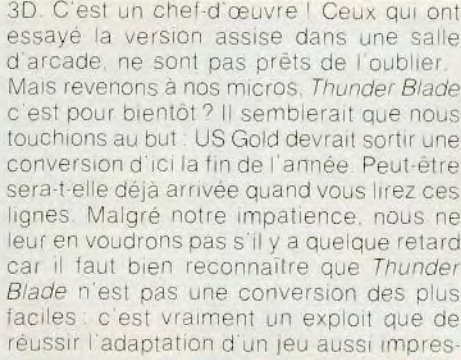 3D. C'est un chef-d'œuvre ! Ceux qui ont
essayé la version assise dans une salle
d'arcade, ne sont pas prêts de l'oublier.
Mais revenons à nos micros, Thunder Blade
c'est pour bientôt ? Il semblerait que nous
touchions au but : US Gold devrait sortir une
conversion d'ici la fin de l'année. Peut-être
sera-t-elle déjà arrivée quand vous lirez ces
lignes. Malgré notre impatience, nous ne
leur en voudrons pas s'il y a quelque retard
car il faut bien reconnaître que Thunder
Blade n'est pas une conversion des plus
faciles : c'est vraiment un exploit que de
réussir l'adaptation d'un jeu aussi impres-